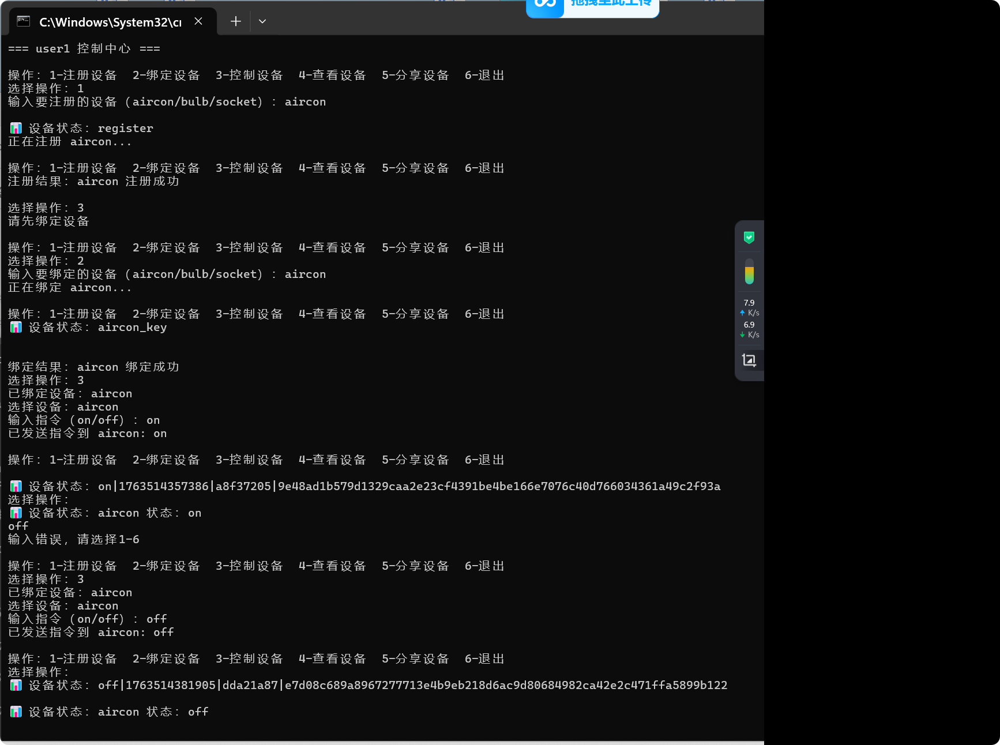 拖拽至此上传
C:\Windows\System32\cr
=== user1 控制中心 ===
操作: 1-注册设备  2-绑定设备  3-控制设备  4-查看设备  5-分享设备  6-退出
选择操作: 1
输入要注册的设备（aircon/bulb/socket）: aircon
📊 设备状态: register
正在注册 aircon...
操作: 1-注册设备  2-绑定设备  3-控制设备  4-查看设备  5-分享设备  6-退出
注册结果: aircon 注册成功
选择操作: 3
请先绑定设备
操作: 1-注册设备  2-绑定设备  3-控制设备  4-查看设备  5-分享设备  6-退出
选择操作: 2
输入要绑定的设备（aircon/bulb/socket）: aircon
正在绑定 aircon...
操作: 1-注册设备  2-绑定设备  3-控制设备  4-查看设备  5-分享设备  6-退出
📊 设备状态: aircon_key
绑定结果: aircon 绑定成功
选择操作: 3
已绑定设备: aircon
选择设备: aircon
输入指令（on/off）: on
已发送指令到 aircon: on
操作: 1-注册设备  2-绑定设备  3-控制设备  4-查看设备  5-分享设备  6-退出
📊 设备状态: on|1763514357386|a8f37205|9e48ad1b579d1329caa2e23cf4391be4be166e7076c40d766034361a49c2f93a
选择操作:
📊 设备状态: aircon 状态: on
off
输入错误, 请选择1-6
操作: 1-注册设备  2-绑定设备  3-控制设备  4-查看设备  5-分享设备  6-退出
选择操作: 3
已绑定设备: aircon
选择设备: aircon
输入指令（on/off）: off
已发送指令到 aircon: off
操作: 1-注册设备  2-绑定设备  3-控制设备  4-查看设备  5-分享设备  6-退出
选择操作:
📊 设备状态: off|1763514381905|dda21a87|e7d08c689a8967277713e4b9eb218d6ac9d80684982ca42e2c471ffa5899b122
📊 设备状态: aircon 状态: off
7.9
K/s
6.9
K/s